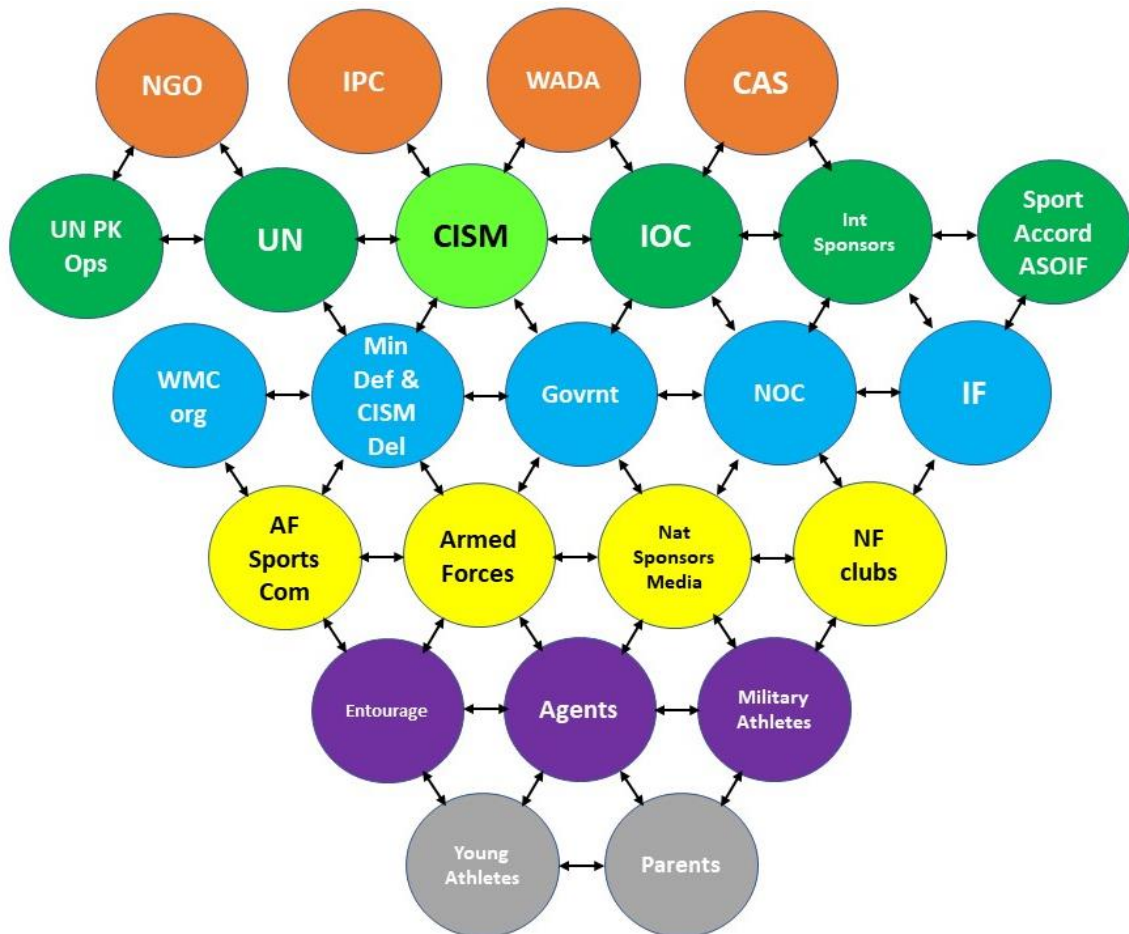 NGO
IPC
WADA
CAS
UN PK
Ops
UN
CISM
IOC
Int
Sponsors
Sport
Accord
ASOIF
WMC
org
Min
Def &
CISM
Del
Govrnt
NOC
IF
AF
Sports
Com
Armed
Forces
Nat
Sponsors
Media
NF
clubs
Entourage
Agents
Military
Athletes
Young
Athletes
Parents